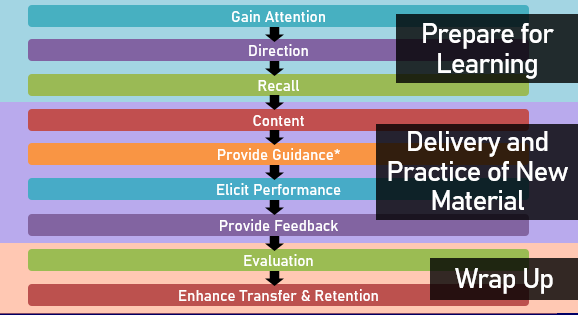 Gain Attention
Direction
Recall
Prepare for
Learning
Content
Provide Guidance*
Elicit Performance
Provide Feedback
Delivery and
Practice of New
Material
Evaluation
Enhance Transfer & Retention
Wrap Up